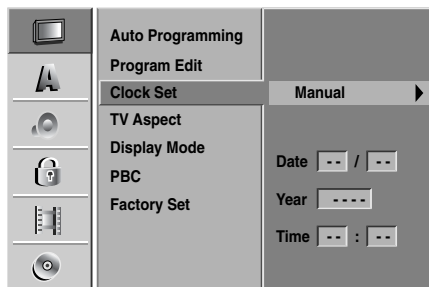 A
Auto Programming
Program Edit
Clock Set
TV Aspect
Display Mode
PBC
Factory Set
Manual
Date -- / --
Year ----
Time -- : --